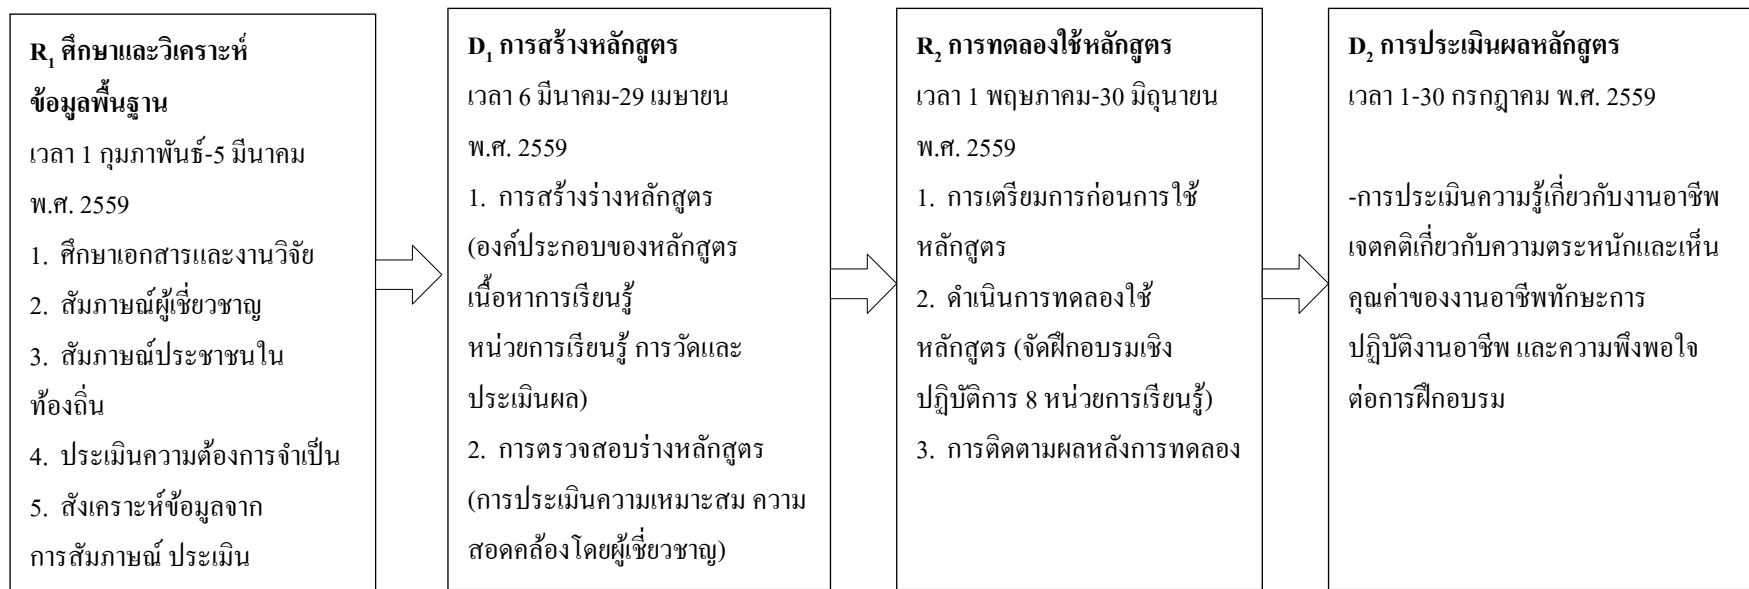 R₁ ศึกษาและวิเคราะห์
ข้อมูลพื้นฐาน
เวลา 1 กุมภาพันธ์-5 มีนาคม
พ.ศ. 2559
1. ศึกษาเอกสารและงานวิจัย
2. สัมภาษณ์ผู้เชี่ยวชาญ
3. สัมภาษณ์ประชาชนใน
ท้องถิ่น
4. ประเมินความต้องการจำเป็น
5. สังเคราะห์ข้อมูลจาก
การสัมภาษณ์ ประเมิน
D₁ การสร้างหลักสูตร
เวลา 6 มีนาคม-29 เมษายน
พ.ศ. 2559
1. การสร้างร่างหลักสูตร
(องค์ประกอบของหลักสูตร
เนื้อหาการเรียนรู้
หน่วยการเรียนรู้ การวัดและ
ประเมินผล)
2. การตรวจสอบร่างหลักสูตร
(การประเมินความเหมาะสม ความ
สอดคล้องโดยผู้เชี่ยวชาญ)
R₂ การทดลองใช้หลักสูตร
เวลา 1 พฤษภาคม-30 มิถุนายน
พ.ศ. 2559
1. การเตรียมการก่อนการใช้
หลักสูตร
2. ดำเนินการทดลองใช้
หลักสูตร (จัดฝึกอบรมเชิง
ปฏิบัติการ 8 หน่วยการเรียนรู้)
3. การติดตามผลหลังการทดลอง
D₂ การประเมินผลหลักสูตร
เวลา 1-30 กรกฎาคม พ.ศ. 2559
-การประเมินความรู้เกี่ยวกับงานอาชีพ
เจตคติเกี่ยวกับความตระหนักและเห็น
คุณค่าของงานอาชีพทักษะการ
ปฏิบัติงานอาชีพ และความพึงพอใจ
ต่อการฝึกอบรม